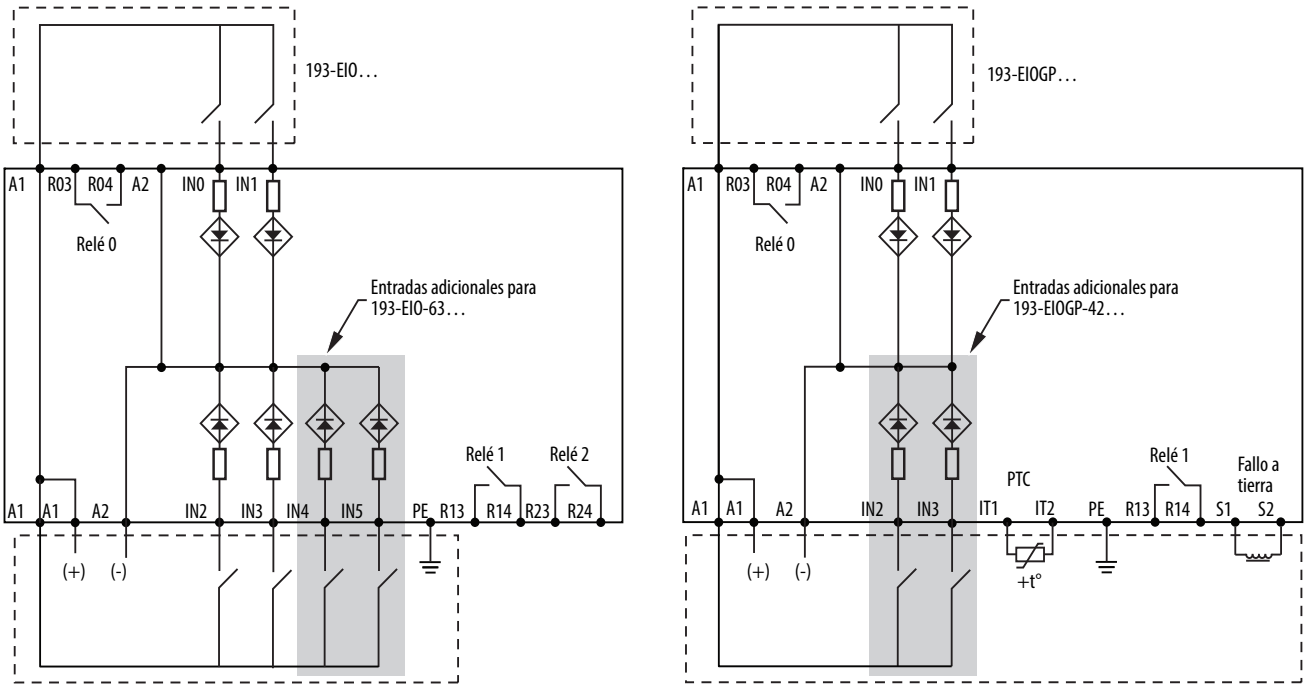 193-EIO…
A1 R03 R04 A2 IN0 IN1
Relé 0
Entradas adicionales para
193-EIO-63…
Relé 1 Relé 2
A1 A1 A2 IN2 IN3 IN4 IN5 PE R13 R14 R23 R24
(+) (-)
193-EIOGP…
A1 R03 R04 A2 IN0 IN1
Relé 0
Entradas adicionales para
193-EIOGP-42…
PTC
Relé 1
Fallo a
tierra
A1 A1 A2 IN2 IN3 IT1 IT2 PE R13 R14 S1 S2
(+) (-)
+t°